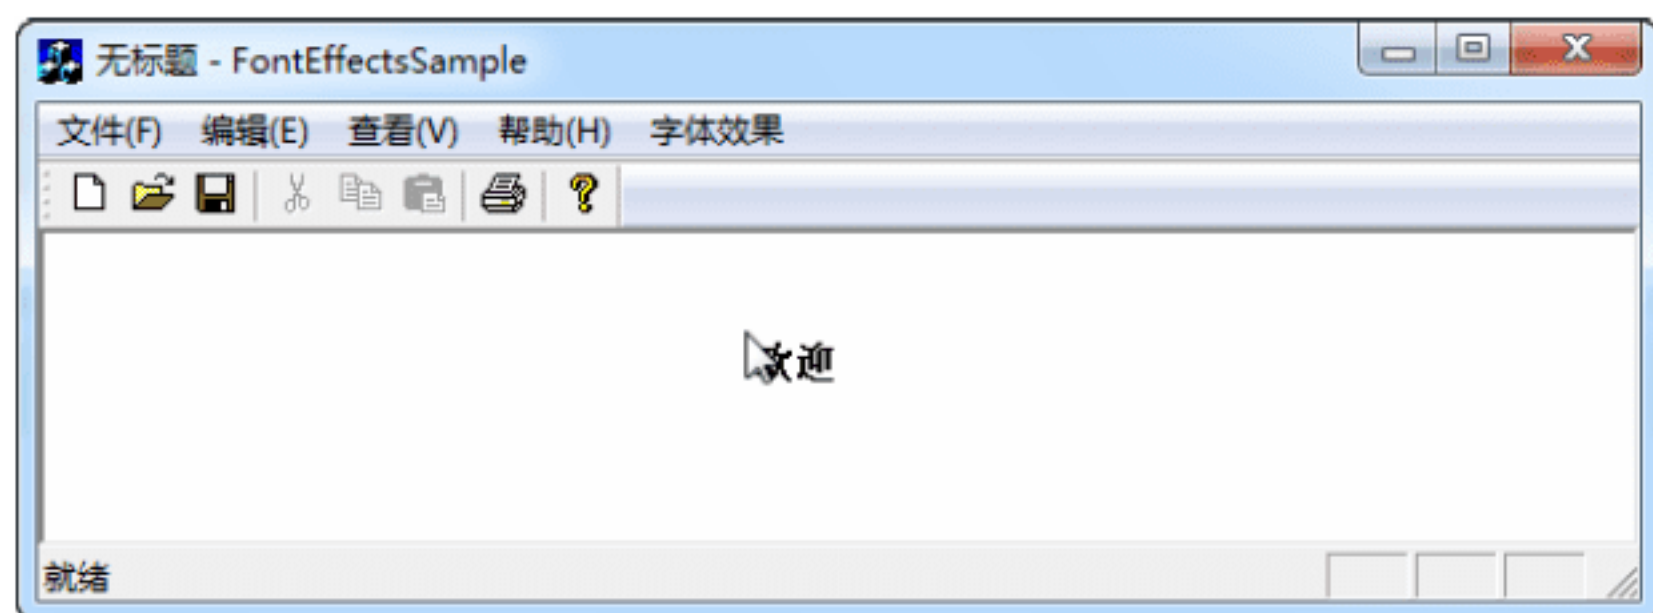 无标题 - FontEffectsSample
文件(F) 编辑(E) 查看(V) 帮助(H) 字体效果
欢迎
就绪